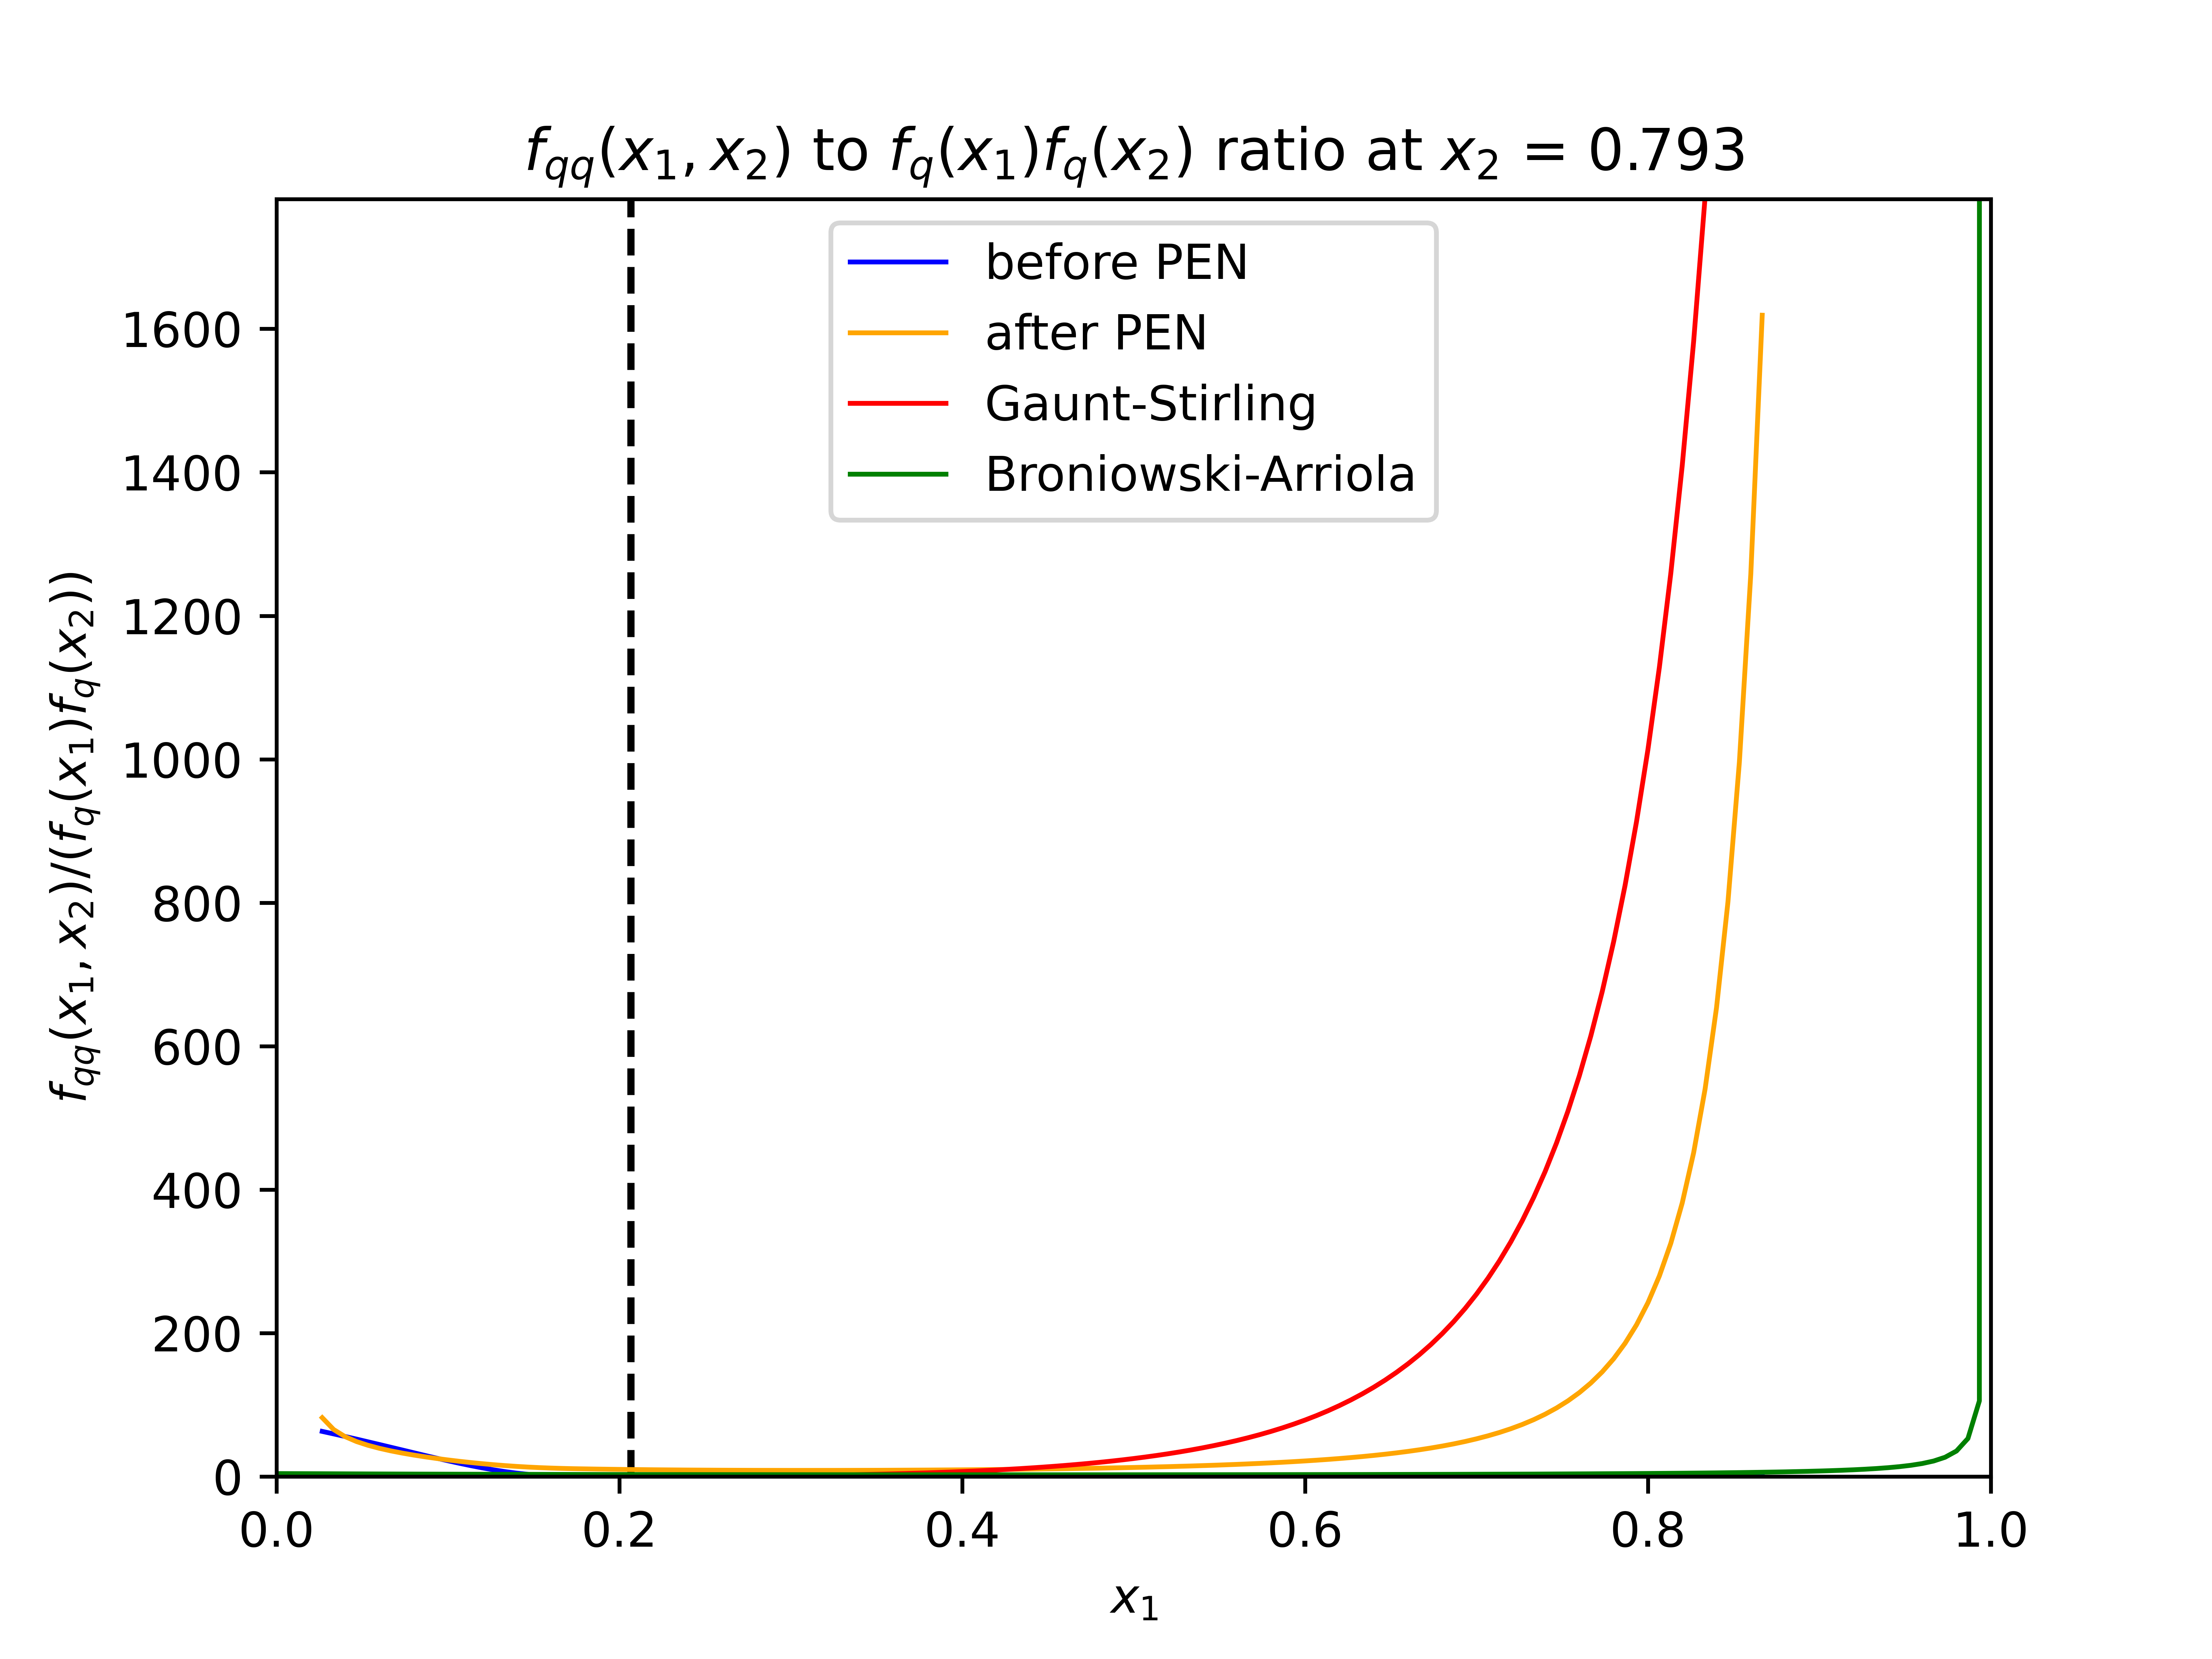 f_qq(x_1, x_2) to f_q(x_1)f_q(x_2) ratio at x_2 = 0.793
before PEN
after PEN
Gaunt-Stirling
Broniowski-Arriola
f_qq(x_1, x_2)/(f_q(x_1)f_q(x_2))
1600
1400
1200
1000
800
600
400
200
0
0.0 0.2 0.4 0.6 0.8 1.0
x_1